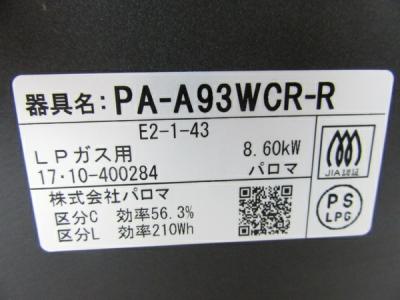 器具名: PA-A93WCR-R
E2-1-43
LPガス用 8.60kW
17・10-400284 パロマ
JIA認証
株式会社パロマ
区分C 効率56.3%
区分L 効率210Wh
PS
LPG